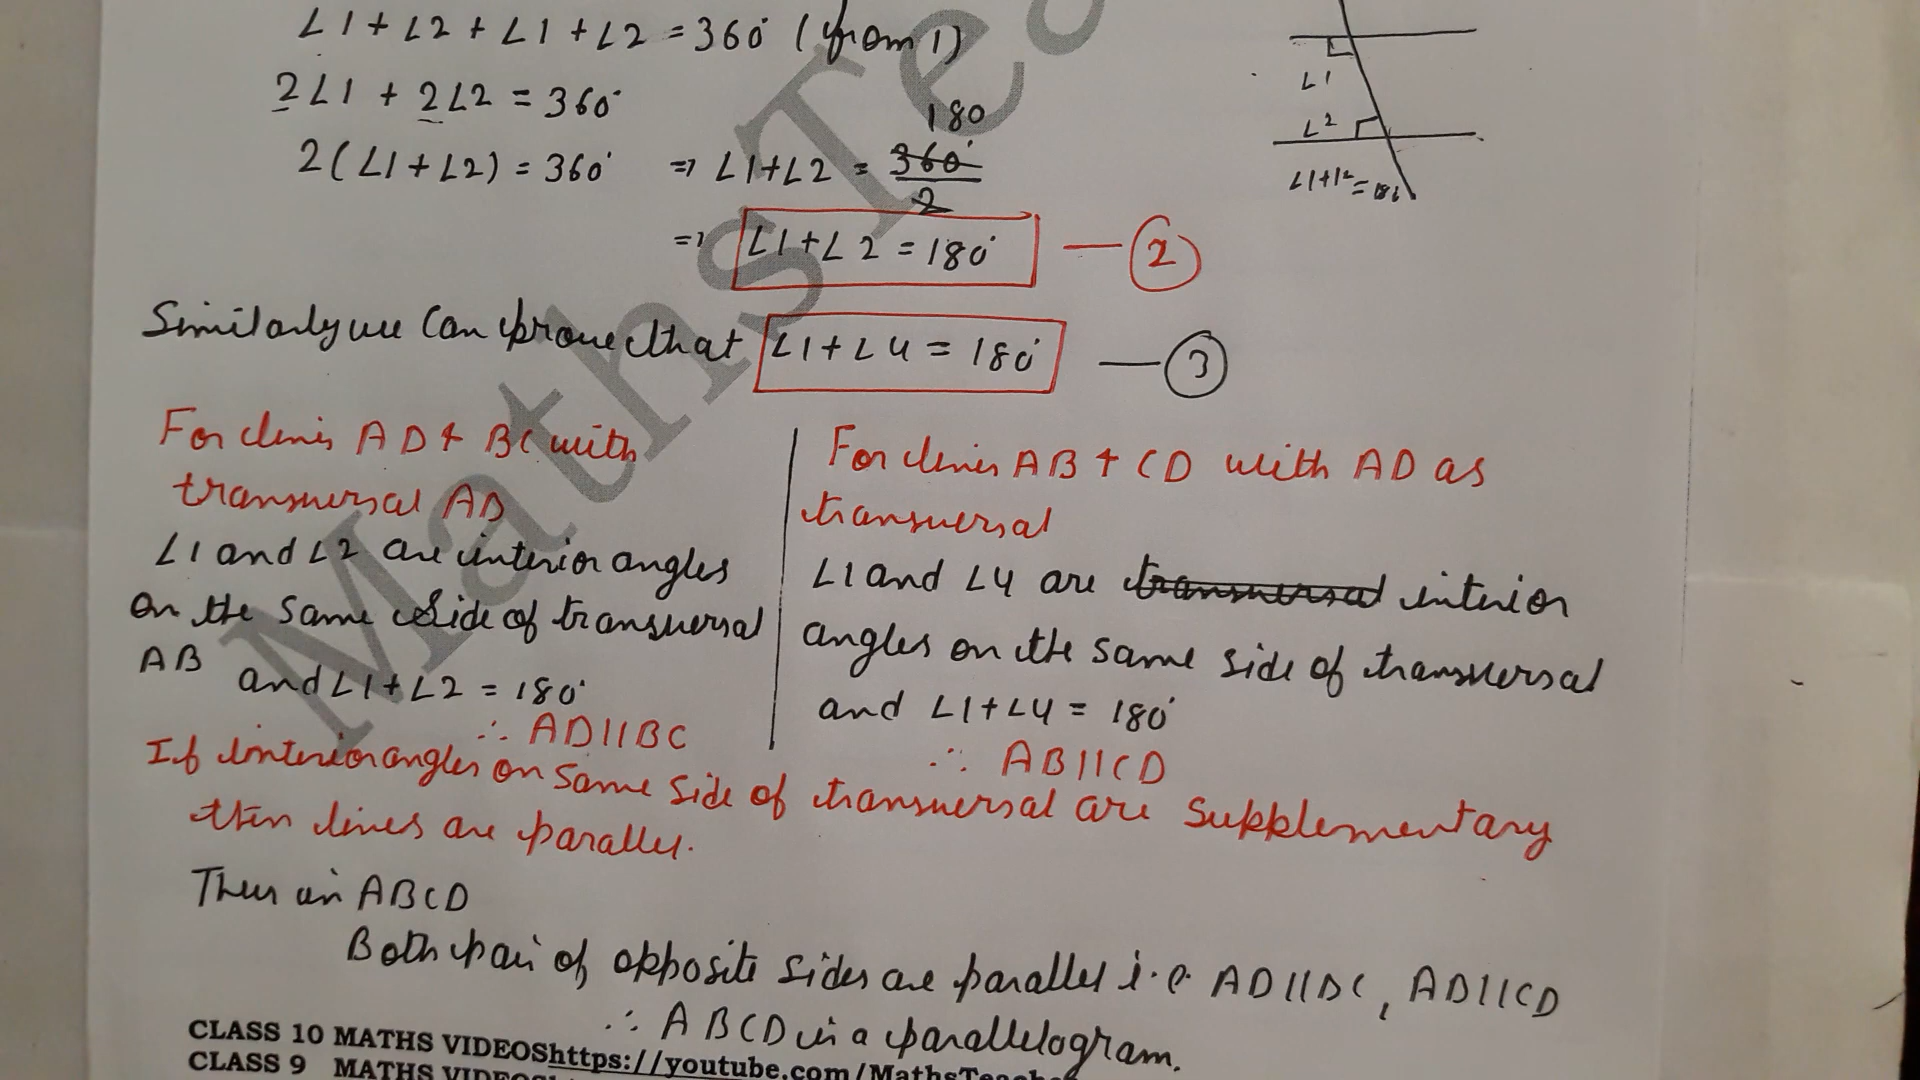 ∠1 + ∠2 + ∠1 + ∠2 = 360° (from 1)
2∠1 + 2∠2 = 360°
2(∠1 + ∠2) = 360° ⇒ ∠1+∠2 = 360°/2
180
⇒ ∠1+∠2 = 180° — 2
∠1
∠2
∠1+∠2 = 180
Similarly we can prove that ∠1+∠4 = 180° — 3
For lines AD & BC with
transversal AB
∠1 and ∠2 are interior angles
on the same side of transversal
AB and ∠1+∠2 = 180°
∴ AD||BC
For lines AB & CD with AD as
transversal
∠1 and ∠4 are transversal interior
angles on the same side of transversal
and ∠1+∠4 = 180°
∴ AB||CD
If interior angles on same side of transversal are supplementary
then lines are parallel.
Thus in ABCD
Both pair of opposite sides are parallel i.e. AD||BC, AB||CD
∴ ABCD is a parallelogram.
CLASS 10 MATHS VIDEOShttps://youtube.com/MathsTeache
CLASS 9 MATHS VIDEOS
MathsTe